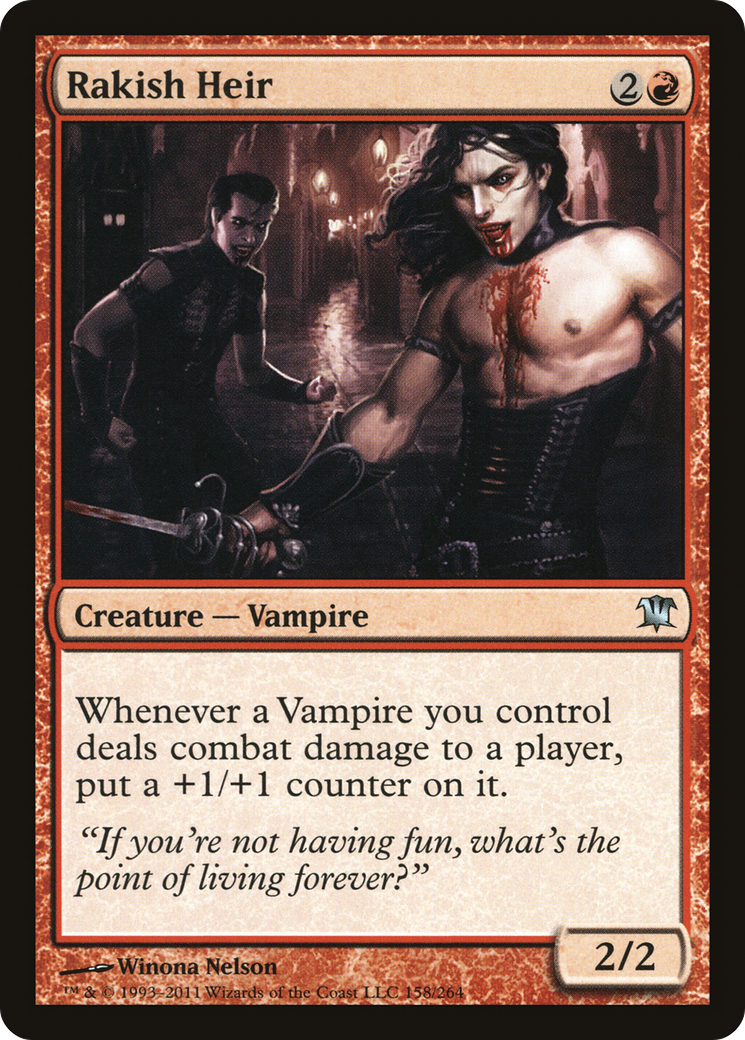 Rakish Heir 2
Creature — Vampire
Whenever a Vampire you control
deals combat damage to a player,
put a +1/+1 counter on it.
“If you’re not having fun, what’s the
point of living forever?”
2/2
Winona Nelson
™ & © 1993–2011 Wizards of the Coast LLC 158/264